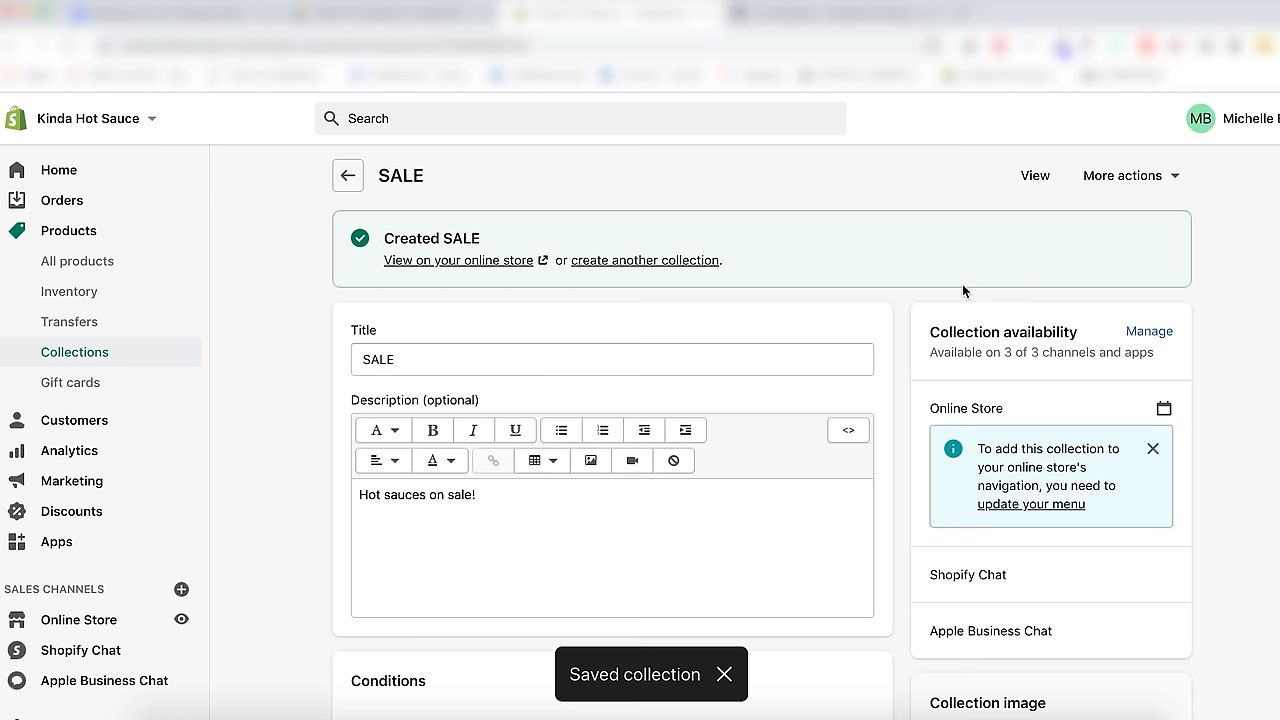 Kinda Hot Sauce
Search
MB
Michelle
Home
Orders
Products
All products
Inventory
Transfers
Collections
Gift cards
Customers
Analytics
Marketing
Discounts
Apps
SALES CHANNELS
Online Store
Shopify Chat
Apple Business Chat
SALE
View
More actions
Created SALE
View on your online store or create another collection.
Title
SALE
Description (optional)
A B I U <>
A
Hot sauces on sale!
Conditions
Collection availability
Manage
Available on 3 of 3 channels and apps
Online Store
To add this collection to
your online store's
navigation, you need to
update your menu
Shopify Chat
Apple Business Chat
Collection image
Saved collection